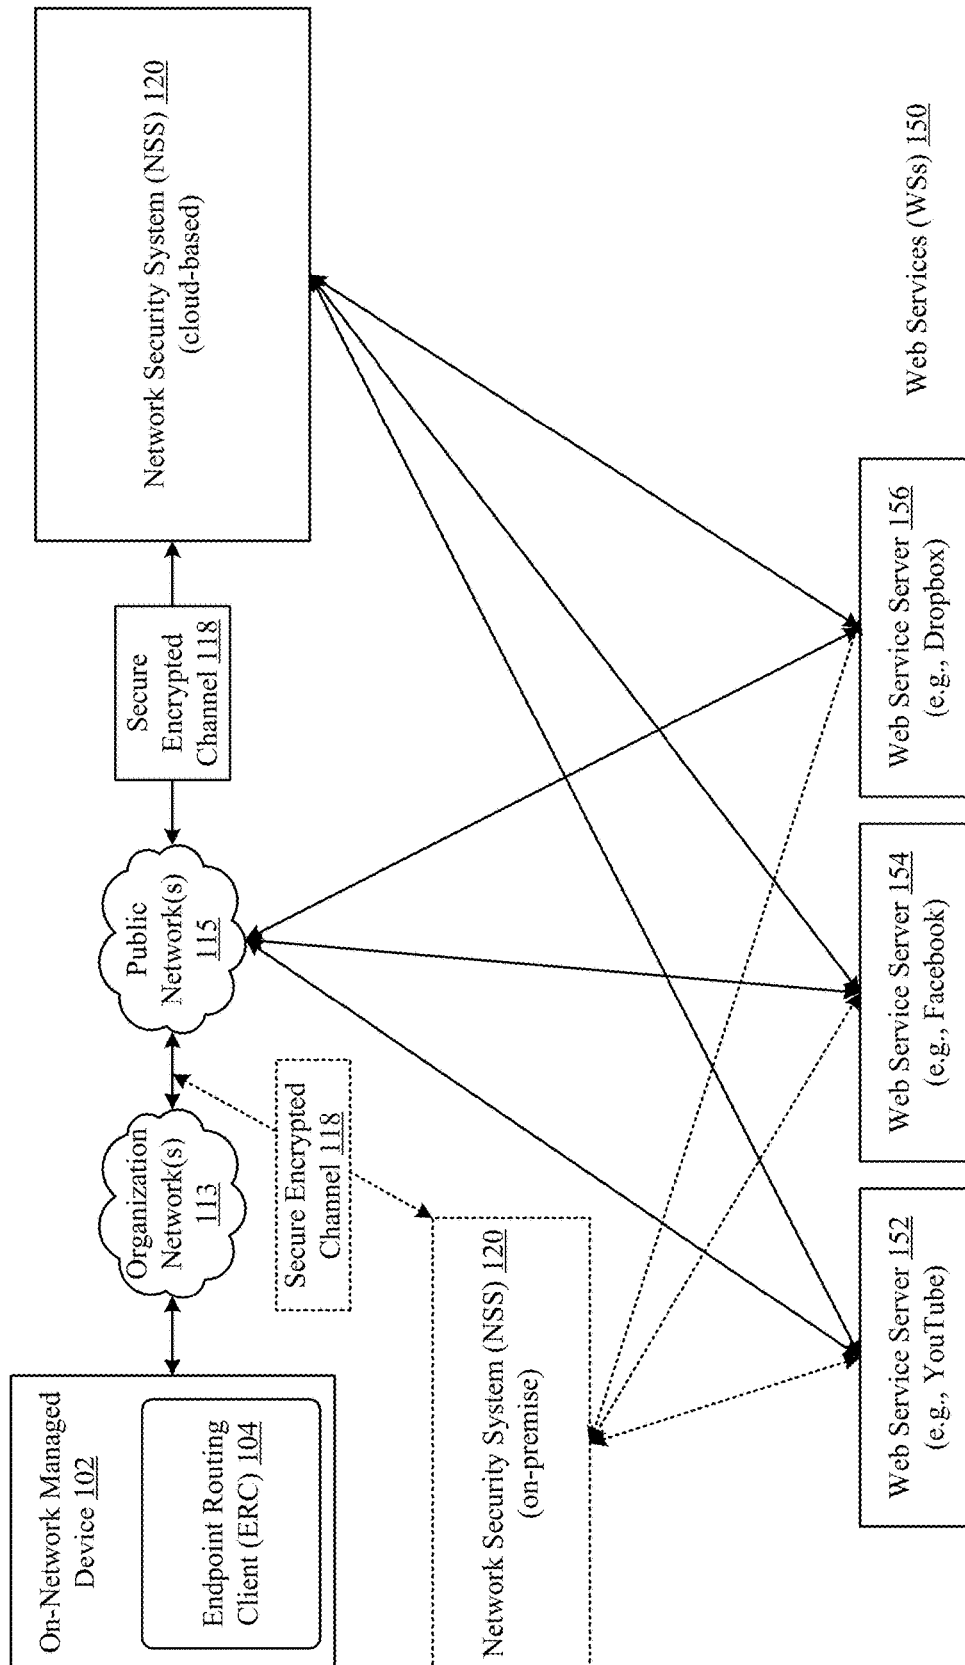 On-Network Managed
Device 102
Endpoint Routing
Client (ERC) 104
Organization
Network(s)
113
Public
Network(s)
115
Secure
Encrypted
Channel 118
Network Security System (NSS) 120
(cloud-based)
Secure Encrypted
Channel 118
Network Security System (NSS) 120
(on-premise)
Web Service Server 152
(e.g., YouTube)
Web Service Server 154
(e.g., Facebook)
Web Service Server 156
(e.g., Dropbox)
Web Services (WSs) 150